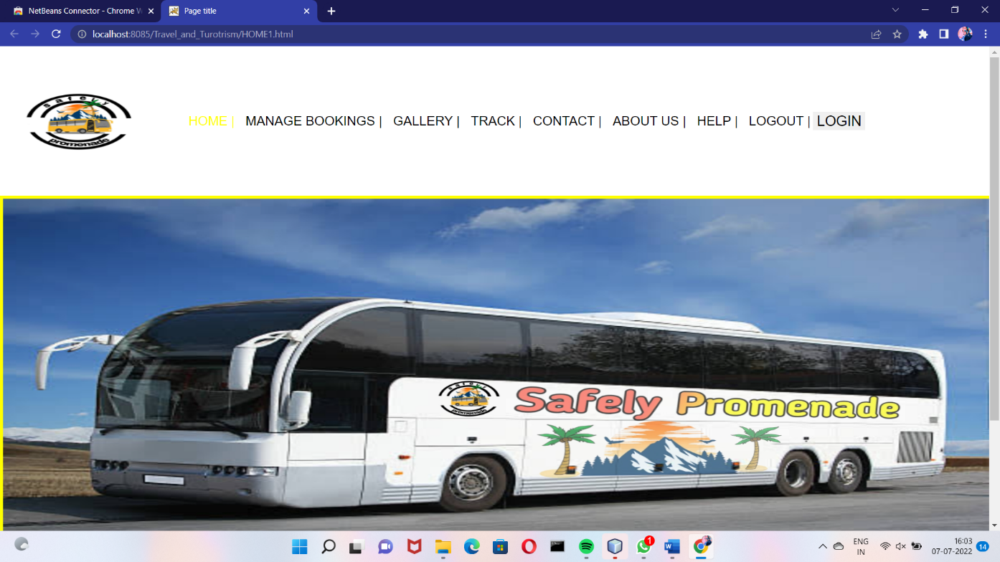 NetBeans Connector - Chrome W
Page title
localhost:8085/Travel_and_Turotrism/HOME1.html
safely
promenade
HOME | MANAGE BOOKINGS | GALLERY | TRACK | CONTACT | ABOUT US | HELP | LOGOUT | LOGIN
safely
promenade
Safely Promenade
1
W
ENG
IN
16:03
07-07-2022
14